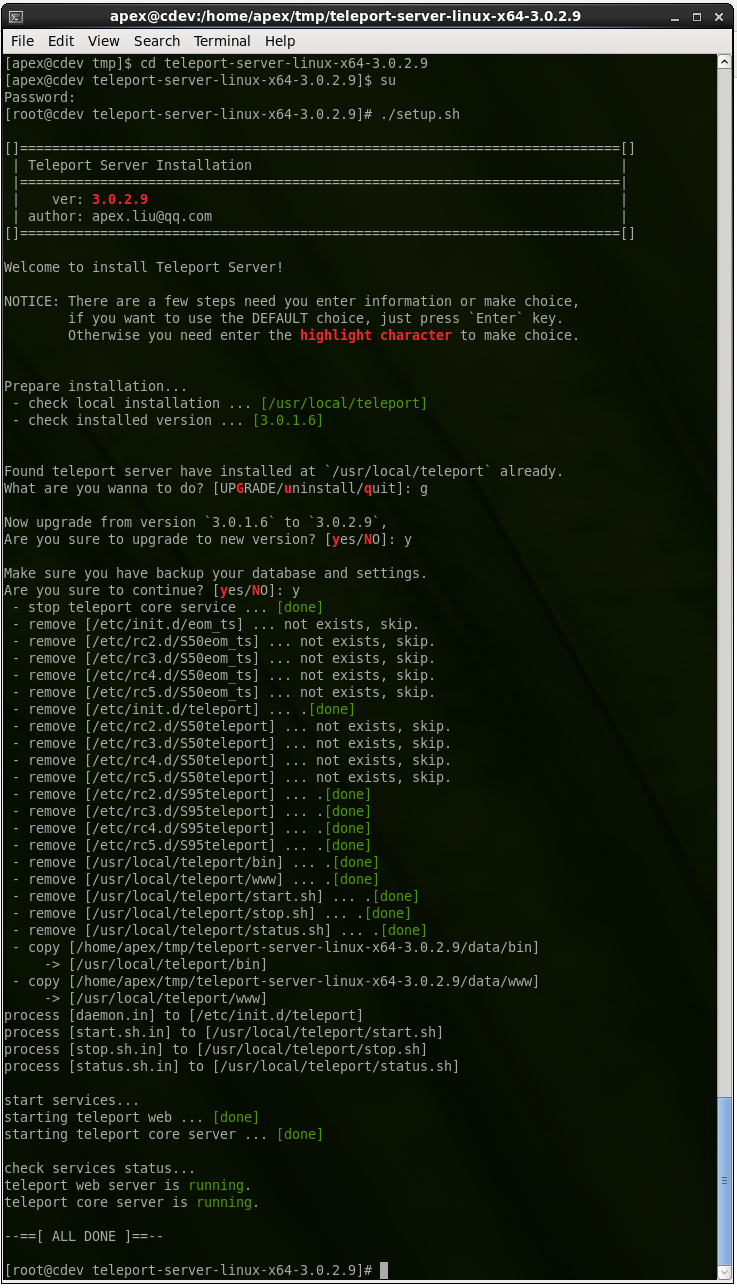 apex@cdev:/home/apex/tmp/teleport-server-linux-x64-3.0.2.9
File Edit View Search Terminal Help
[apex@cdev tmp]$ cd teleport-server-linux-x64-3.0.2.9
[apex@cdev teleport-server-linux-x64-3.0.2.9]$ su
Password:
[root@cdev teleport-server-linux-x64-3.0.2.9]# ./setup.sh
[]===========================================================================[]
| Teleport Server Installation |
|===========================================================================|
| ver: 3.0.2.9 |
| author: apex.liu@qq.com |
[]===========================================================================[]
Welcome to install Teleport Server!
NOTICE: There are a few steps need you enter information or make choice,
if you want to use the DEFAULT choice, just press `Enter` key.
Otherwise you need enter the highlight character to make choice.
Prepare installation...
- check local installation ... [/usr/local/teleport]
- check installed version ... [3.0.1.6]
Found teleport server have installed at `/usr/local/teleport` already.
What are you wanna to do? [UPGRADE/uninstall/quit]: g
Now upgrade from version `3.0.1.6` to `3.0.2.9`,
Are you sure to upgrade to new version? [yes/NO]: y
Make sure you have backup your database and settings.
Are you sure to continue? [yes/NO]: y
- stop teleport core service ... [done]
- remove [/etc/init.d/eom_ts] ... not exists, skip.
- remove [/etc/rc2.d/S50eom_ts] ... not exists, skip.
- remove [/etc/rc3.d/S50eom_ts] ... not exists, skip.
- remove [/etc/rc4.d/S50eom_ts] ... not exists, skip.
- remove [/etc/rc5.d/S50eom_ts] ... not exists, skip.
- remove [/etc/init.d/teleport] ... .[done]
- remove [/etc/rc2.d/S50teleport] ... not exists, skip.
- remove [/etc/rc3.d/S50teleport] ... not exists, skip.
- remove [/etc/rc4.d/S50teleport] ... not exists, skip.
- remove [/etc/rc5.d/S50teleport] ... not exists, skip.
- remove [/etc/rc2.d/S95teleport] ... .[done]
- remove [/etc/rc3.d/S95teleport] ... .[done]
- remove [/etc/rc4.d/S95teleport] ... .[done]
- remove [/etc/rc5.d/S95teleport] ... .[done]
- remove [/usr/local/teleport/bin] ... .[done]
- remove [/usr/local/teleport/www] ... .[done]
- remove [/usr/local/teleport/start.sh] ... .[done]
- remove [/usr/local/teleport/stop.sh] ... .[done]
- remove [/usr/local/teleport/status.sh] ... .[done]
- copy [/home/apex/tmp/teleport-server-linux-x64-3.0.2.9/data/bin]
-> [/usr/local/teleport/bin]
- copy [/home/apex/tmp/teleport-server-linux-x64-3.0.2.9/data/www]
-> [/usr/local/teleport/www]
process [daemon.in] to [/etc/init.d/teleport]
process [start.sh.in] to [/usr/local/teleport/start.sh]
process [stop.sh.in] to [/usr/local/teleport/stop.sh]
process [status.sh.in] to [/usr/local/teleport/status.sh]
start services...
starting teleport web ... [done]
starting teleport core server ... [done]
check services status...
teleport web server is running.
teleport core server is running.
--==[ ALL DONE ]==--
[root@cdev teleport-server-linux-x64-3.0.2.9]#